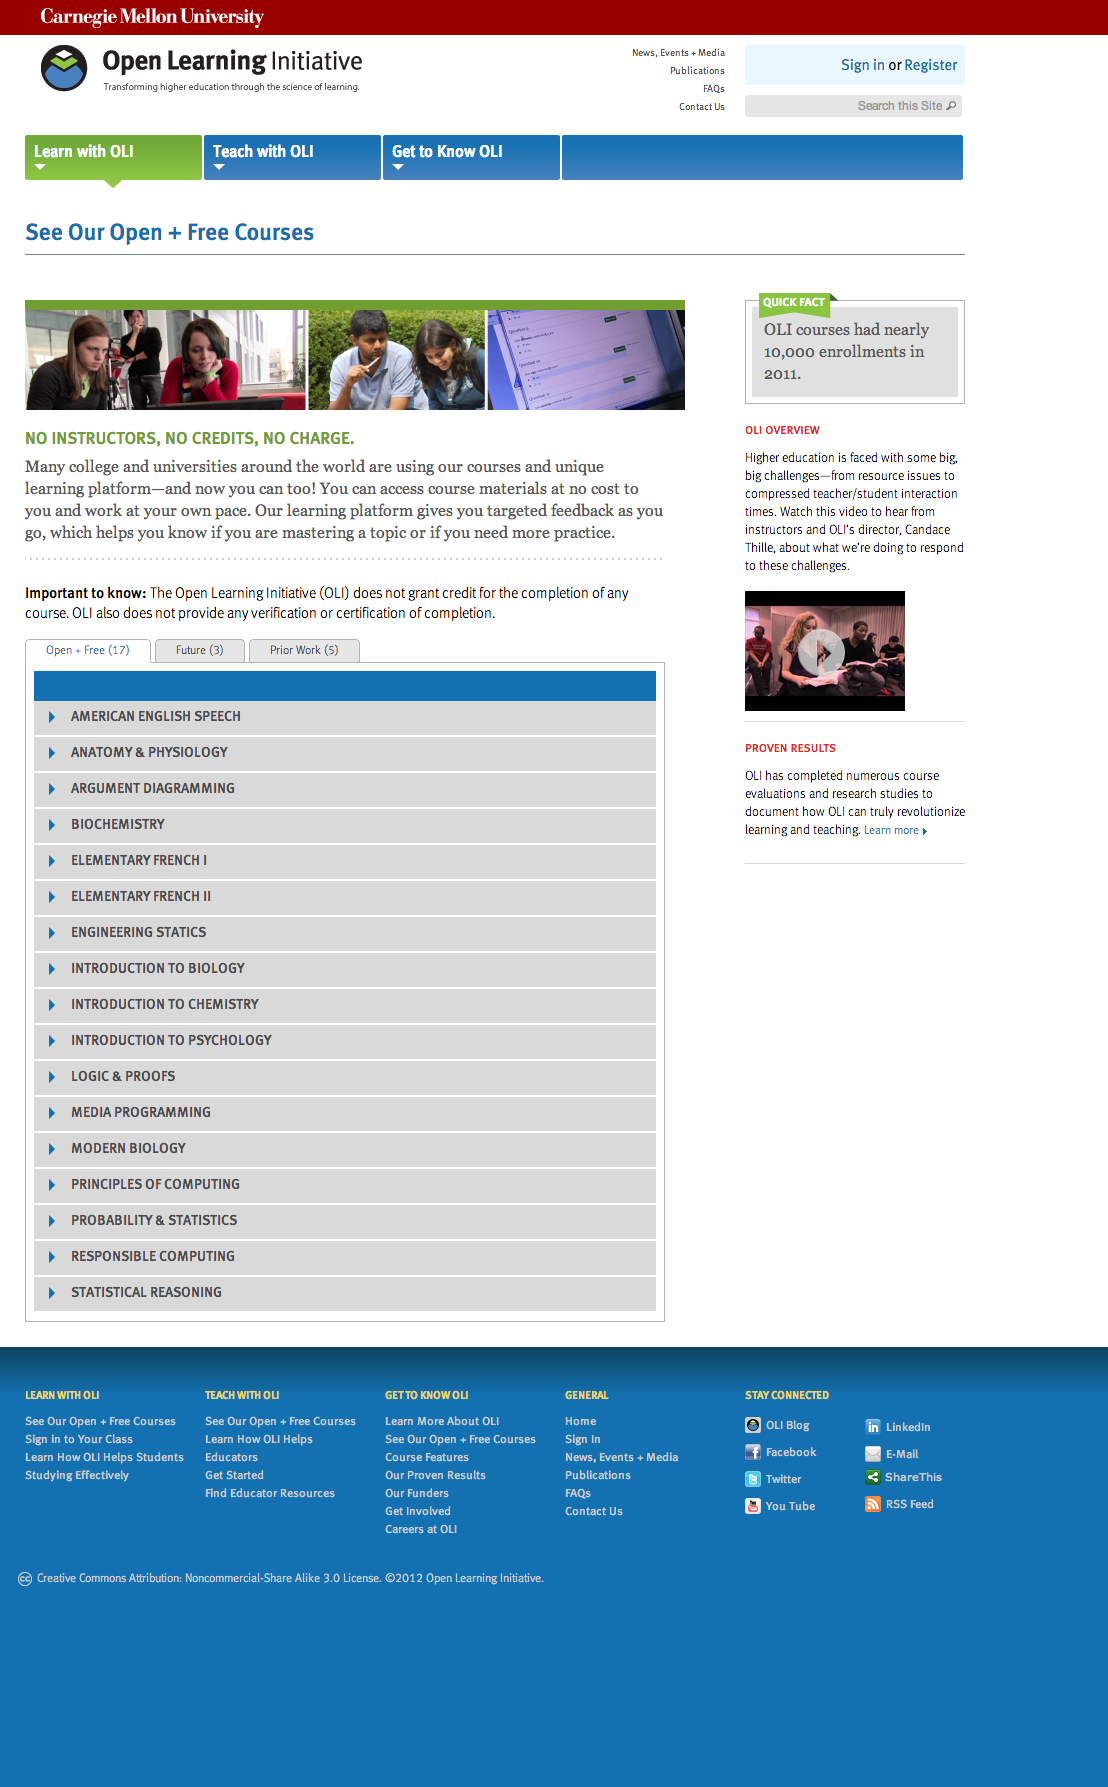 Carnegie Mellon University
Open Learning Initiative
Transforming higher education through the science of learning.
News, Events + Media
Publications
FAQs
Contact Us
Sign in or Register
Search this Site
Learn with OLI
Teach with OLI
Get to Know OLI
See Our Open + Free Courses
NO INSTRUCTORS, NO CREDITS, NO CHARGE.
Many college and universities around the world are using our courses and unique
learning platform—and now you can too! You can access course materials at no cost to
you and work at your own pace. Our learning platform gives you targeted feedback as you
go, which helps you know if you are mastering a topic or if you need more practice.
Important to know: The Open Learning Initiative (OLI) does not grant credit for the completion of any
course. OLI also does not provide any verification or certification of completion.
Open + Free (17)
Future (3)
Prior Work (5)
AMERICAN ENGLISH SPEECH
ANATOMY & PHYSIOLOGY
ARGUMENT DIAGRAMMING
BIOCHEMISTRY
ELEMENTARY FRENCH I
ELEMENTARY FRENCH II
ENGINEERING STATICS
INTRODUCTION TO BIOLOGY
INTRODUCTION TO CHEMISTRY
INTRODUCTION TO PSYCHOLOGY
LOGIC & PROOFS
MEDIA PROGRAMMING
MODERN BIOLOGY
PRINCIPLES OF COMPUTING
PROBABILITY & STATISTICS
RESPONSIBLE COMPUTING
STATISTICAL REASONING
QUICK FACT
OLI courses had nearly
10,000 enrollments in
2011.
OLI OVERVIEW
Higher education is faced with some big,
big challenges—from resource issues to
compressed teacher/student interaction
times. Watch this video to hear from
instructors and OLI's director, Candace
Thille, about what we're doing to respond
to these challenges.
PROVEN RESULTS
OLI has completed numerous course
evaluations and research studies to
document how OLI can truly revolutionize
learning and teaching. Learn more
LEARN WITH OLI
See Our Open + Free Courses
Sign in to Your Class
Learn How OLI Helps Students
Studying Effectively
TEACH WITH OLI
See Our Open + Free Courses
Learn How OLI Helps
Educators
Get Started
Find Educator Resources
GET TO KNOW OLI
Learn More About OLI
See Our Open + Free Courses
Course Features
Our Proven Results
Our Funders
Get Involved
Careers at OLI
GENERAL
Home
Sign In
News, Events + Media
Publications
FAQs
Contact Us
STAY CONNECTED
OLI Blog
Facebook
Twitter
You Tube
LinkedIn
E-Mail
ShareThis
RSS Feed
Creative Commons Attribution: Noncommercial-Share Alike 3.0 License. ©2012 Open Learning Initiative.